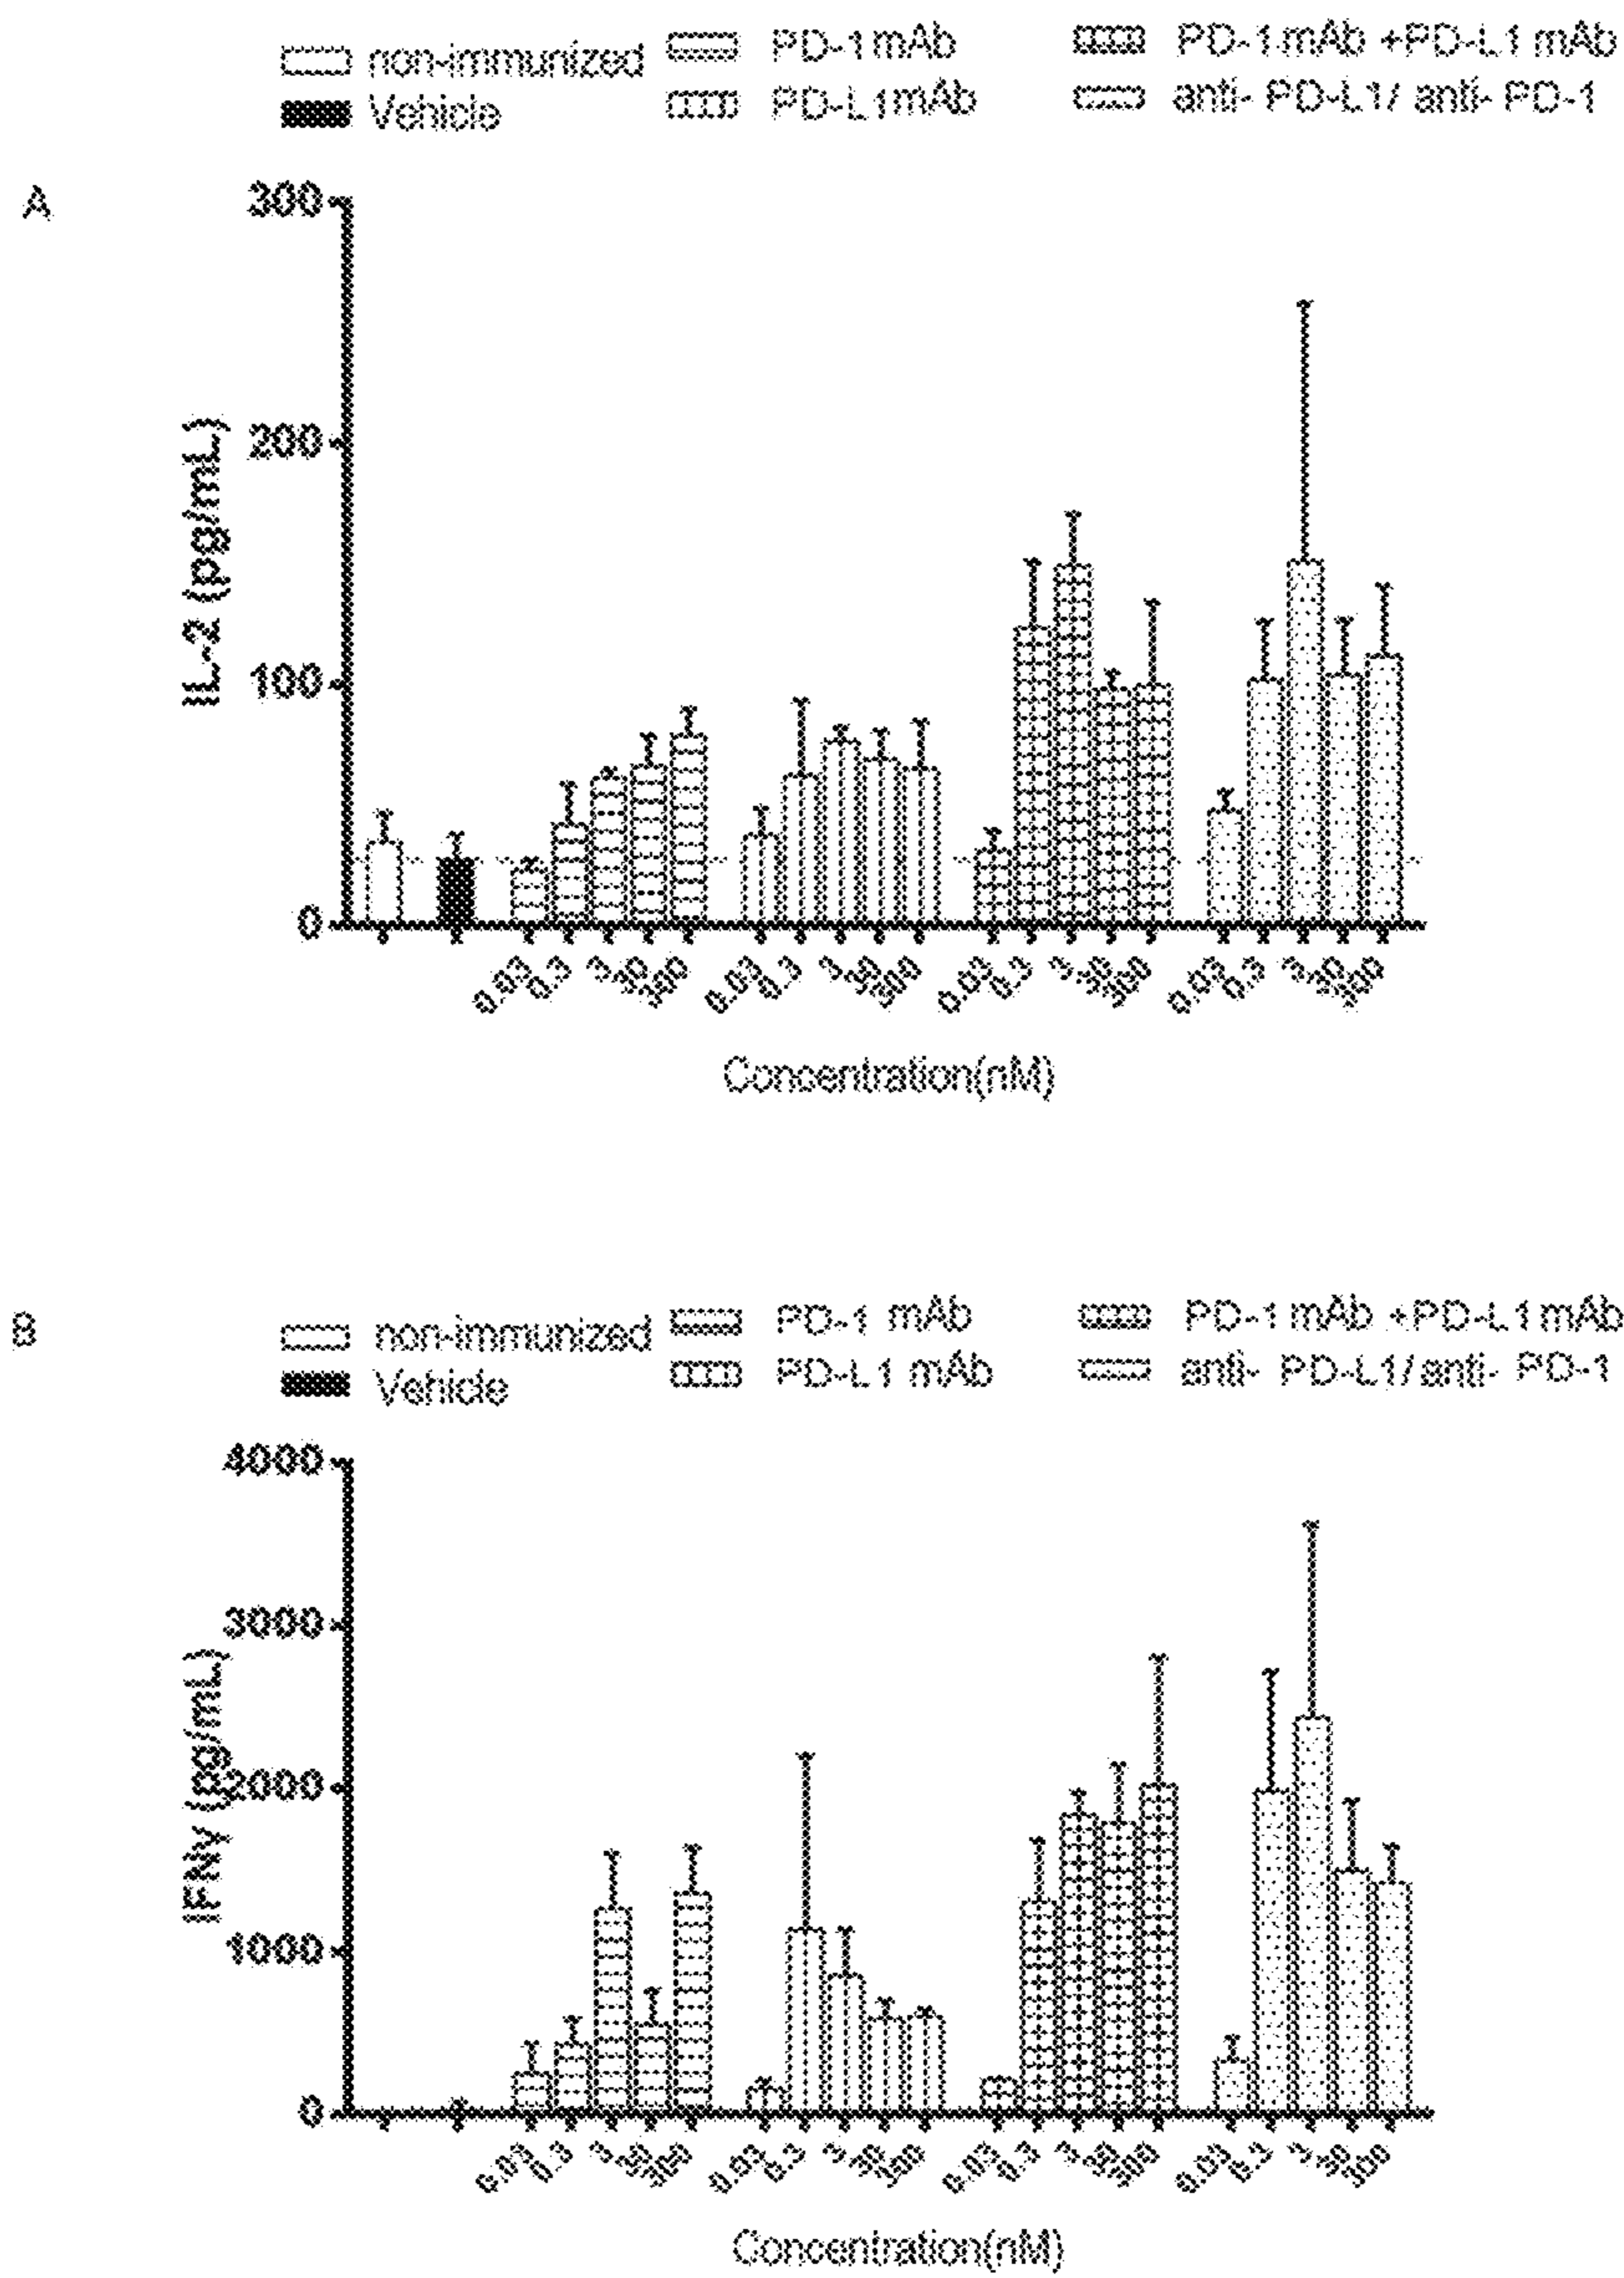 non-immunized PD-1 mAb PD-1 mAb +PD-L1 mAb
Vehicle PD-L1 mAb anti- PD-L1/ anti- PD-1
A
300
200
100
0
IL-2 (pg/mL)
0.03 0.3 3 30 300 0.03 0.3 3 30 300 0.03 0.3 3 30 300 0.03 0.3 3 30 300
Concentration(nM)
B
non-immunized PD-1 mAb PD-1 mAb +PD-L1 mAb
Vehicle PD-L1 mAb anti- PD-L1/ anti- PD-1
4000
3000
2000
1000
0
IFNγ (pg/mL)
0.03 0.3 3 30 300 0.03 0.3 3 30 300 0.03 0.3 3 30 300 0.03 0.3 3 30 300
Concentration(nM)